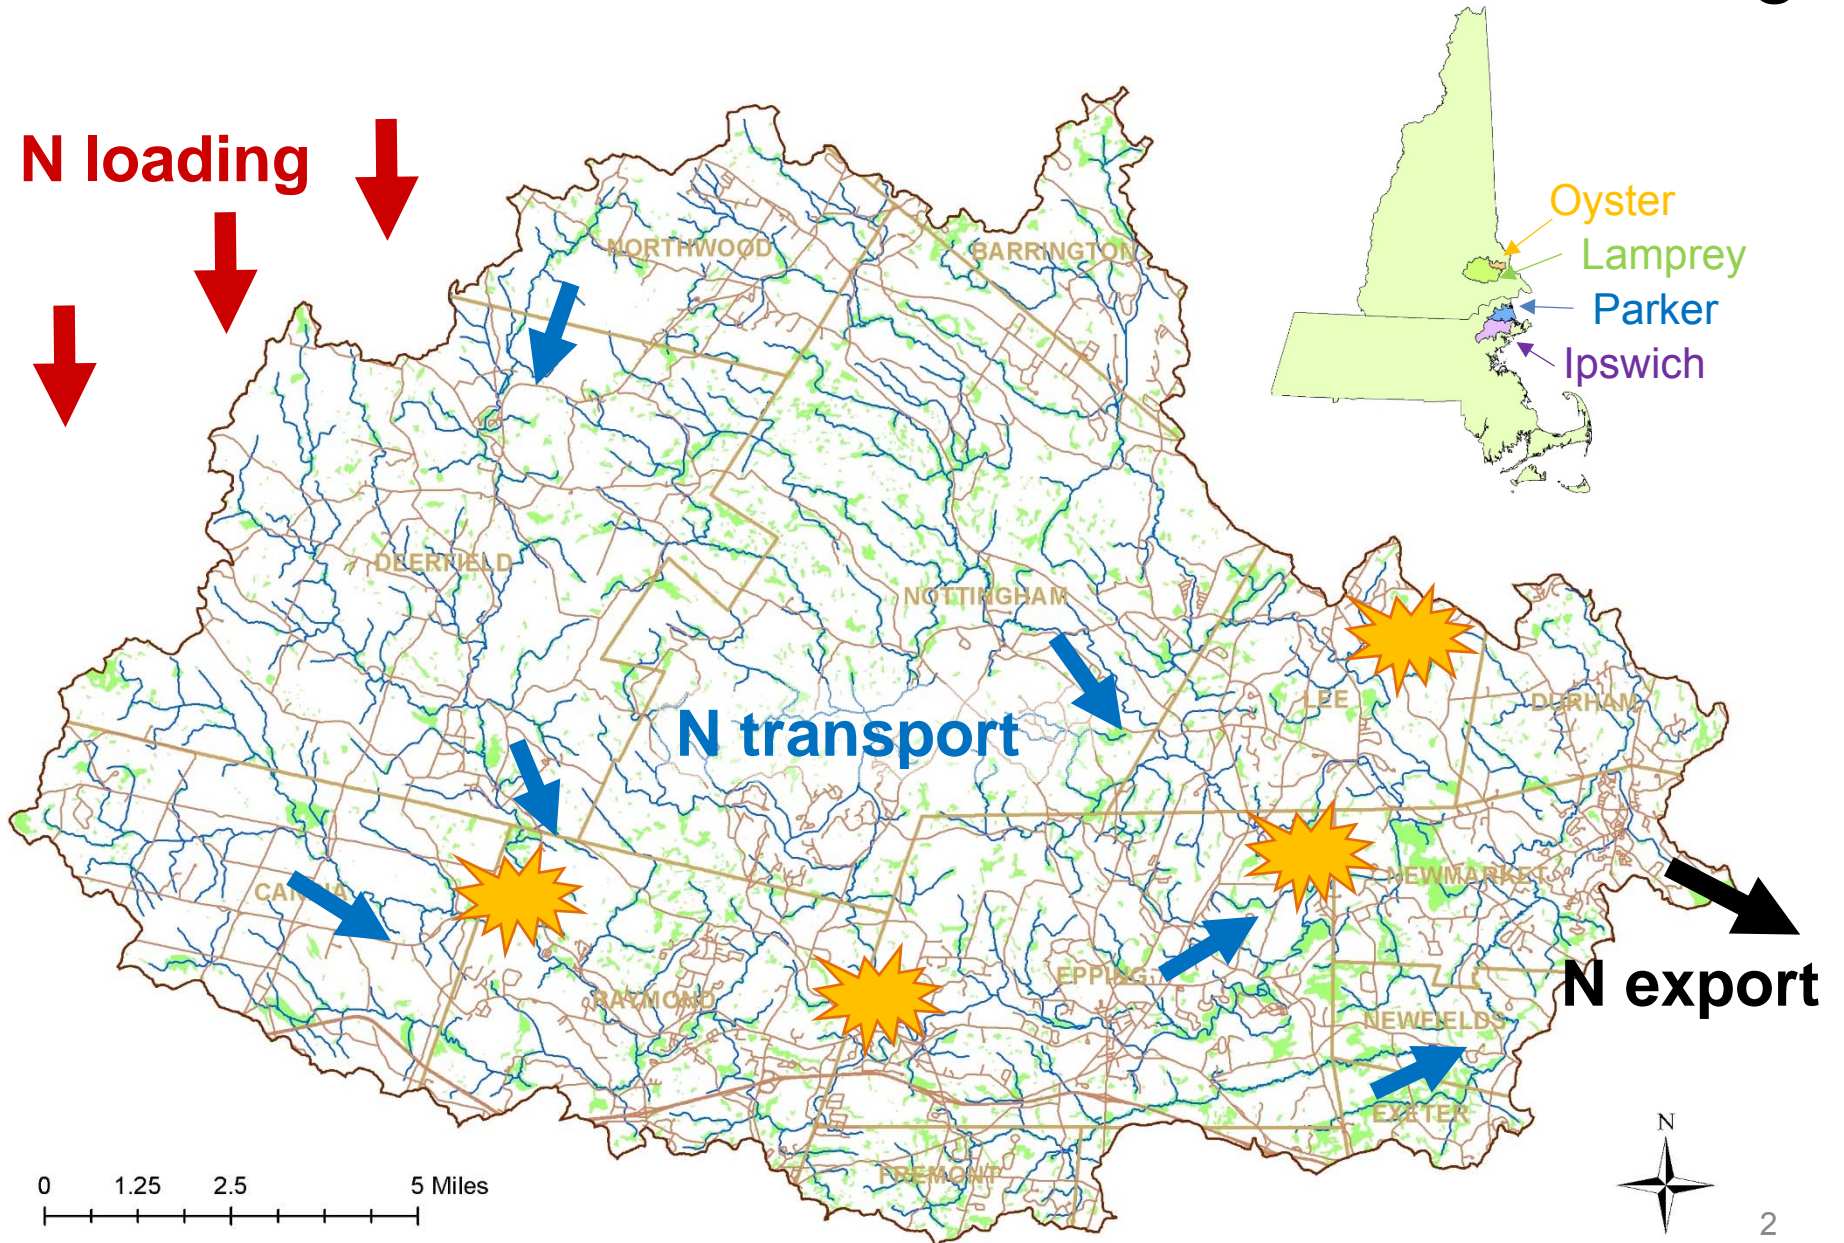 N loading
Oyster
Lamprey
Parker
Ipswich
NORTHWOOD
BARRINGTON
DEERFIELD
NOTTINGHAM
LEE
DURHAM
N transport
NEWMARKET
RAYMOND
EPPING
N export
NEWFIELDS
EXETER
FREMONT
N
0 1.25 2.5 5 Miles
2